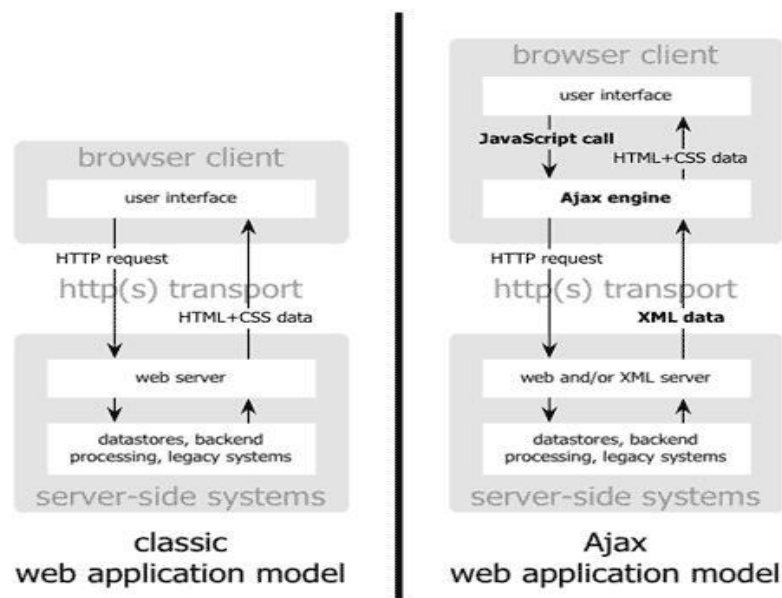 browser client
user interface
HTTP request
http(s) transport
HTML+CSS data
web server
datastores, backend
processing, legacy systems
server-side systems
classic
web application model
browser client
user interface
JavaScript call
HTML+CSS data
Ajax engine
HTTP request
http(s) transport
XML data
web and/or XML server
datastores, backend
processing, legacy systems
server-side systems
Ajax
web application model